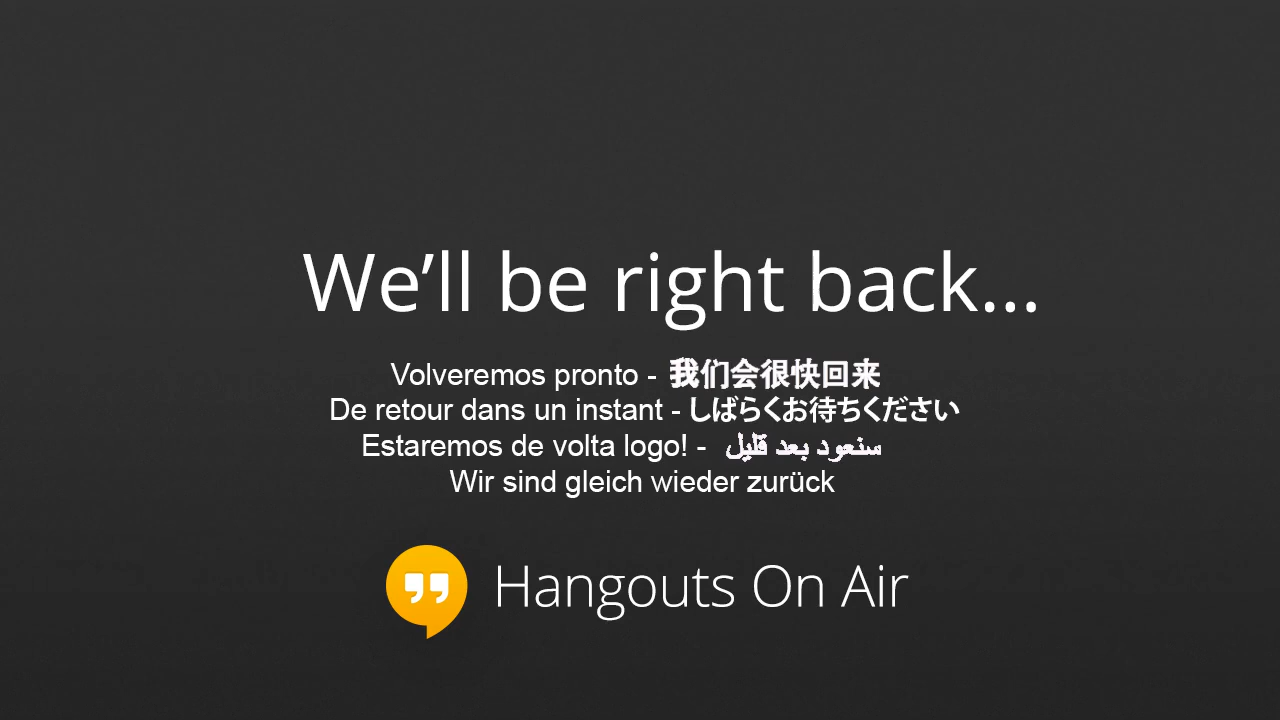 We’ll be right back...
Volveremos pronto - 我们会很快回来
De retour dans un instant - しばらくお待ちください
Estaremos de volta logo! - سنعود بعد قليل
Wir sind gleich wieder zurück
Hangouts On Air